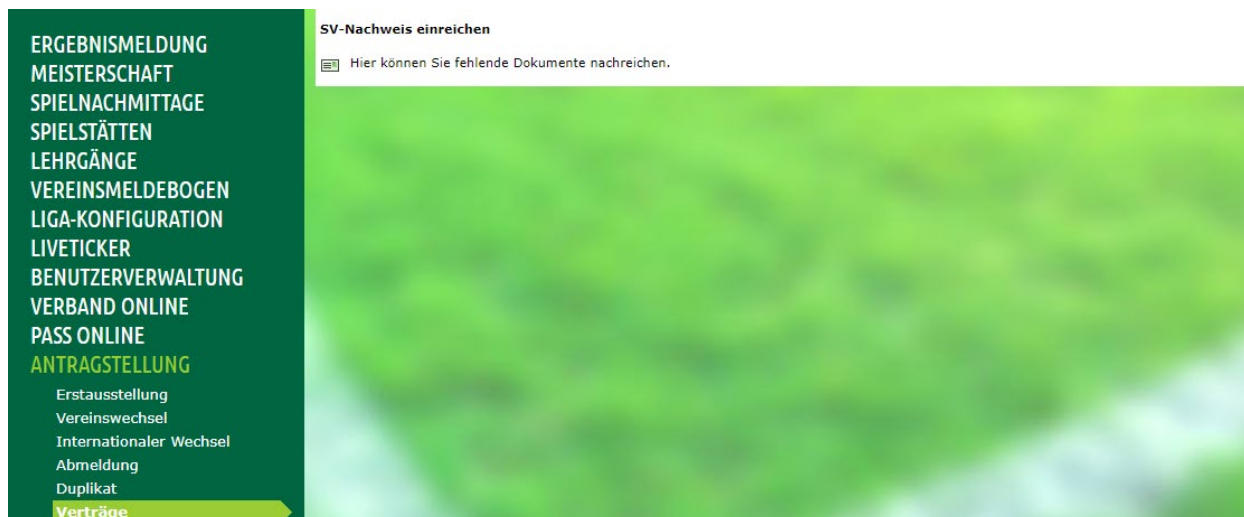 SV-Nachweis einreichen
Hier können Sie fehlende Dokumente nachreichen.
ERGEBNISMELDUNG
MEISTERSCHAFT
SPIELNACHMITTAGE
SPIELSTÄTTEN
LEHRGÄNGE
VEREINSMELDEBOGEN
LIGA-KONFIGURATION
LIVETICKER
BENUTZERVERWALTUNG
VERBAND ONLINE
PASS ONLINE
ANTRAGSTELLUNG
Erstausstellung
Vereinswechsel
Internationaler Wechsel
Abmeldung
Duplikat
Verträge